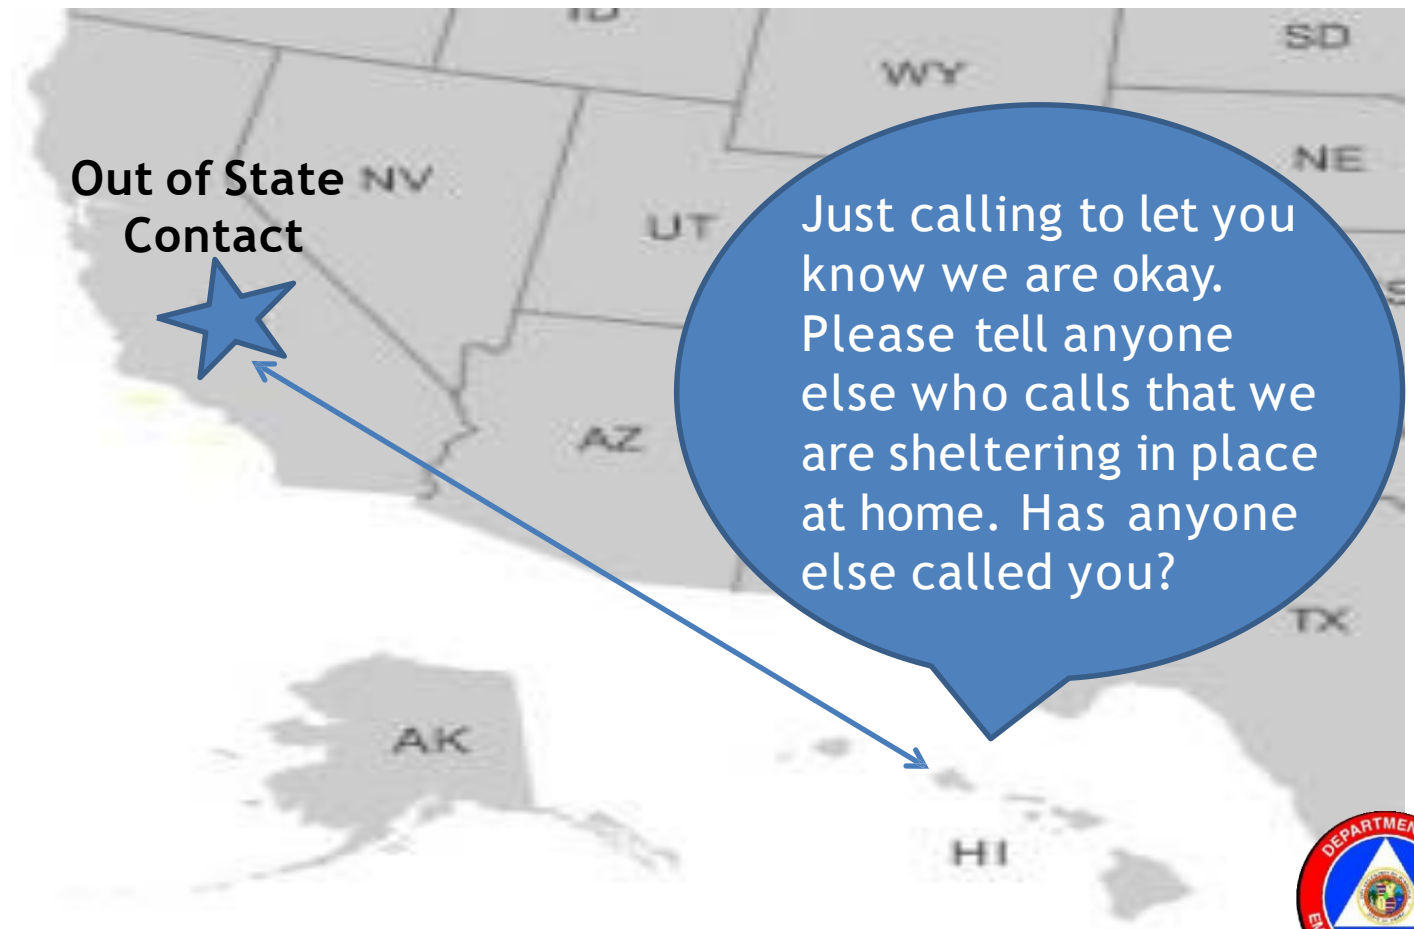 ID
SD
WY
NE
Out of State
Contact
NV
UT
Just calling to let you
know we are okay.
Please tell anyone
else who calls that we
are sheltering in place
at home. Has anyone
else called you?
AZ
TX
AK
HI